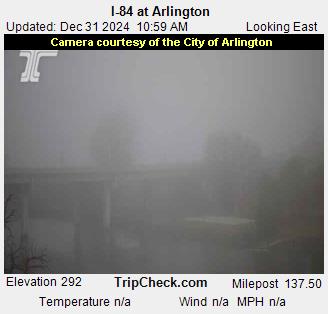 I-84 at Arlington
Updated: Dec 31 2024 10:59 AM Looking East
Camera courtesy of the City of Arlington
Elevation 292 TripCheck.com Milepost 137.50
Temperature n/a Wind n/a MPH n/a